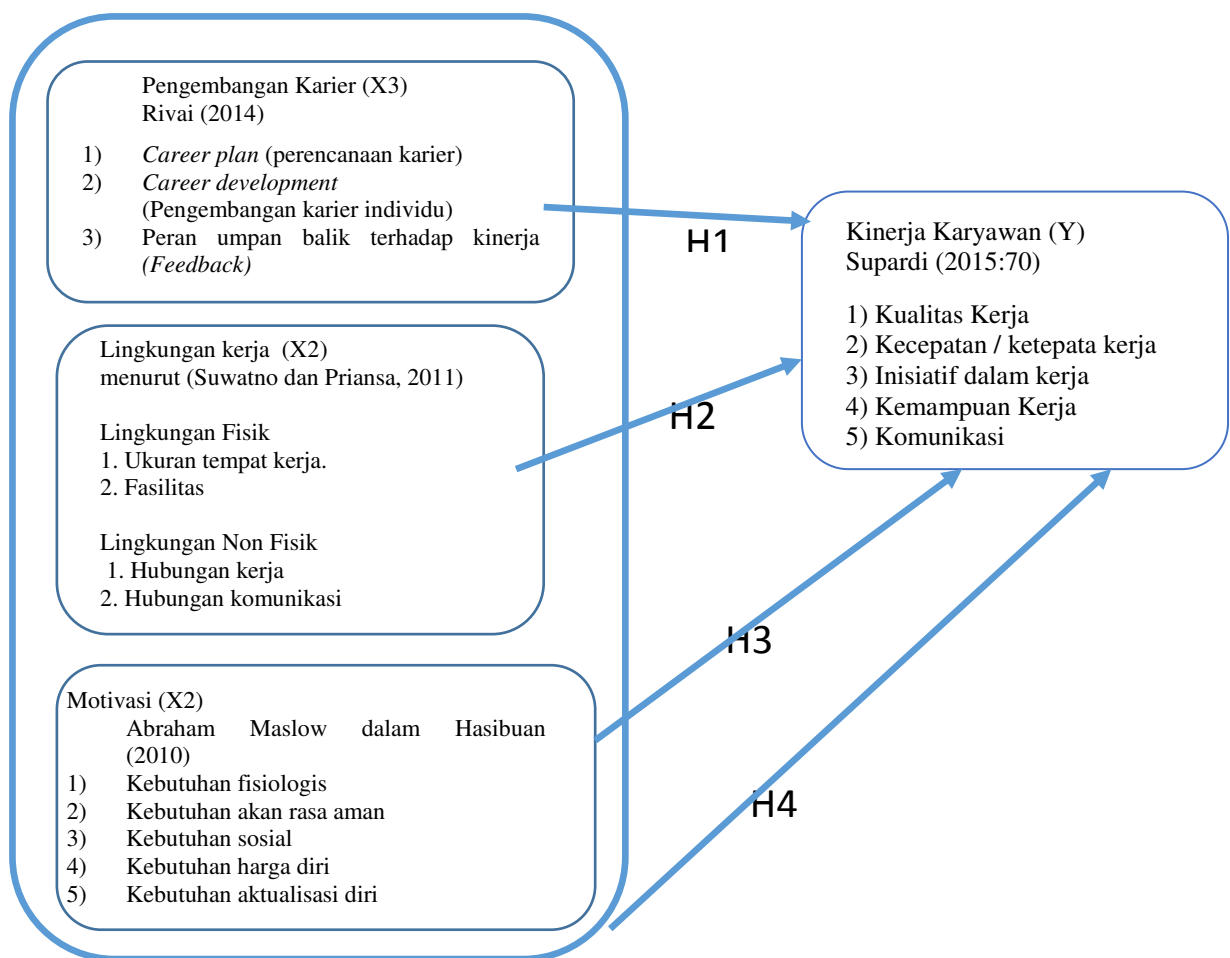 Pengembangan Karier (X3)
Rivai (2014)
1) Career plan (perencanaan karier)
2) Career development
(Pengembangan karier individu)
3) Peran umpan balik terhadap kinerja
(Feedback)
H1
Kinerja Karyawan (Y)
Supardi (2015:70)
1) Kualitas Kerja
2) Kecepatan / ketepata kerja
3) Inisiatif dalam kerja
4) Kemampuan Kerja
5) Komunikasi
Lingkungan kerja (X2)
menurut (Suwatno dan Priansa, 2011)
Lingkungan Fisik
1. Ukuran tempat kerja.
2. Fasilitas
Lingkungan Non Fisik
1. Hubungan kerja
2. Hubungan komunikasi
H2
Motivasi (X2)
Abraham Maslow dalam Hasibuan
(2010)
1) Kebutuhan fisiologis
2) Kebutuhan akan rasa aman
3) Kebutuhan sosial
4) Kebutuhan harga diri
5) Kebutuhan aktualisasi diri
H3
H4